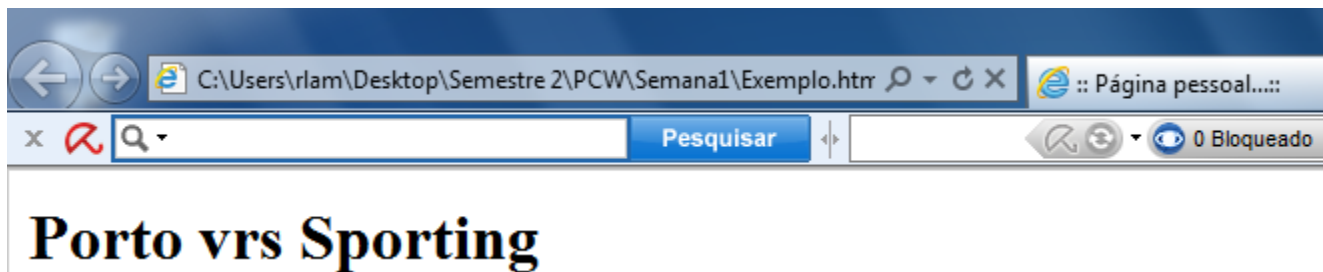 C:\Users\rlam\Desktop\Semestre 2\PCW\Semana1\Exemplo.htm
:: Página pessoal...::
Pesquisar
0 Bloqueado
Porto vrs Sporting